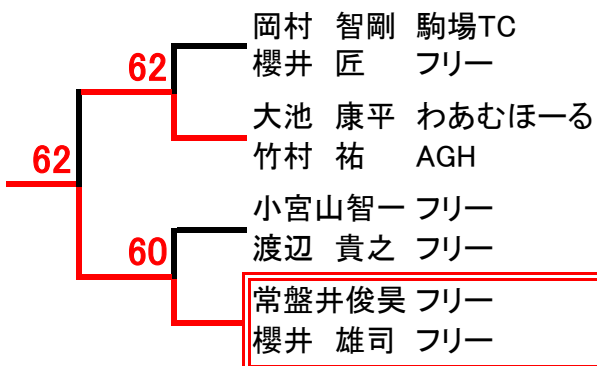 岡村 智剛 駒場TC
62
櫻井 匠 フリー
大池 康平 わあむほーる
62
竹村 祐 AGH
小宮山智一 フリー
60
渡辺 貴之 フリー
常盤井俊昊 フリー
櫻井 雄司 フリー